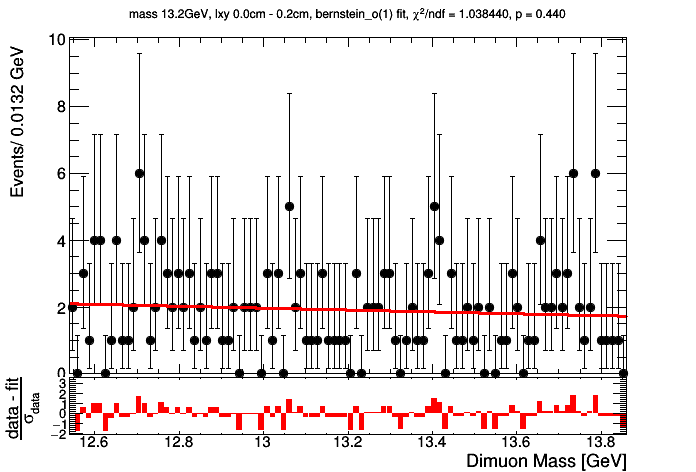 mass 13.2GeV, lxy 0.0cm - 0.2cm, bernstein_o(1) fit, χ²/ndf = 1.038440, p = 0.440
Events/ 0.0132 GeV
10
8
6
4
2
0
data - fit
σdata
3
2
1
0
−1
−2
12.6 12.8 13 13.2 13.4 13.6 13.8
Dimuon Mass [GeV]